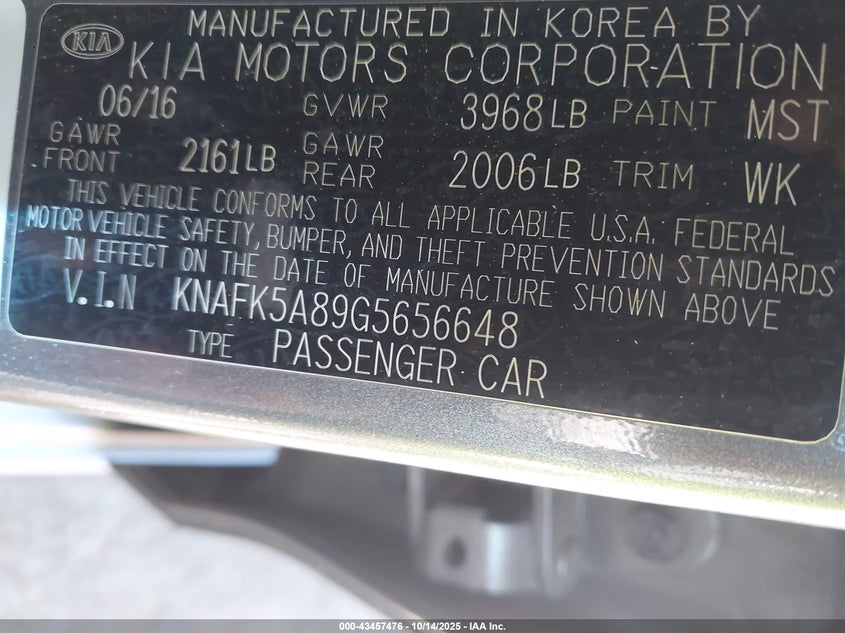 MANUFACTURED IN KOREA BY
KIA
KIA MOTORS CORPORATION
06/16 GVWR 3968LB PAINT MST
GAWR FRONT 2161LB GAWR REAR 2006LB TRIM WK
THIS VEHICLE CONFORMS TO ALL APPLICABLE U.S.A. FEDERAL
MOTOR VEHICLE SAFETY, BUMPER, AND THEFT PREVENTION STANDARDS
IN EFFECT ON THE DATE OF MANUFACTURE SHOWN ABOVE
V.I.N KNAFK5A89G5656648
TYPE PASSENGER CAR
000-43457476 - 10/14/2025 - IAA Inc.